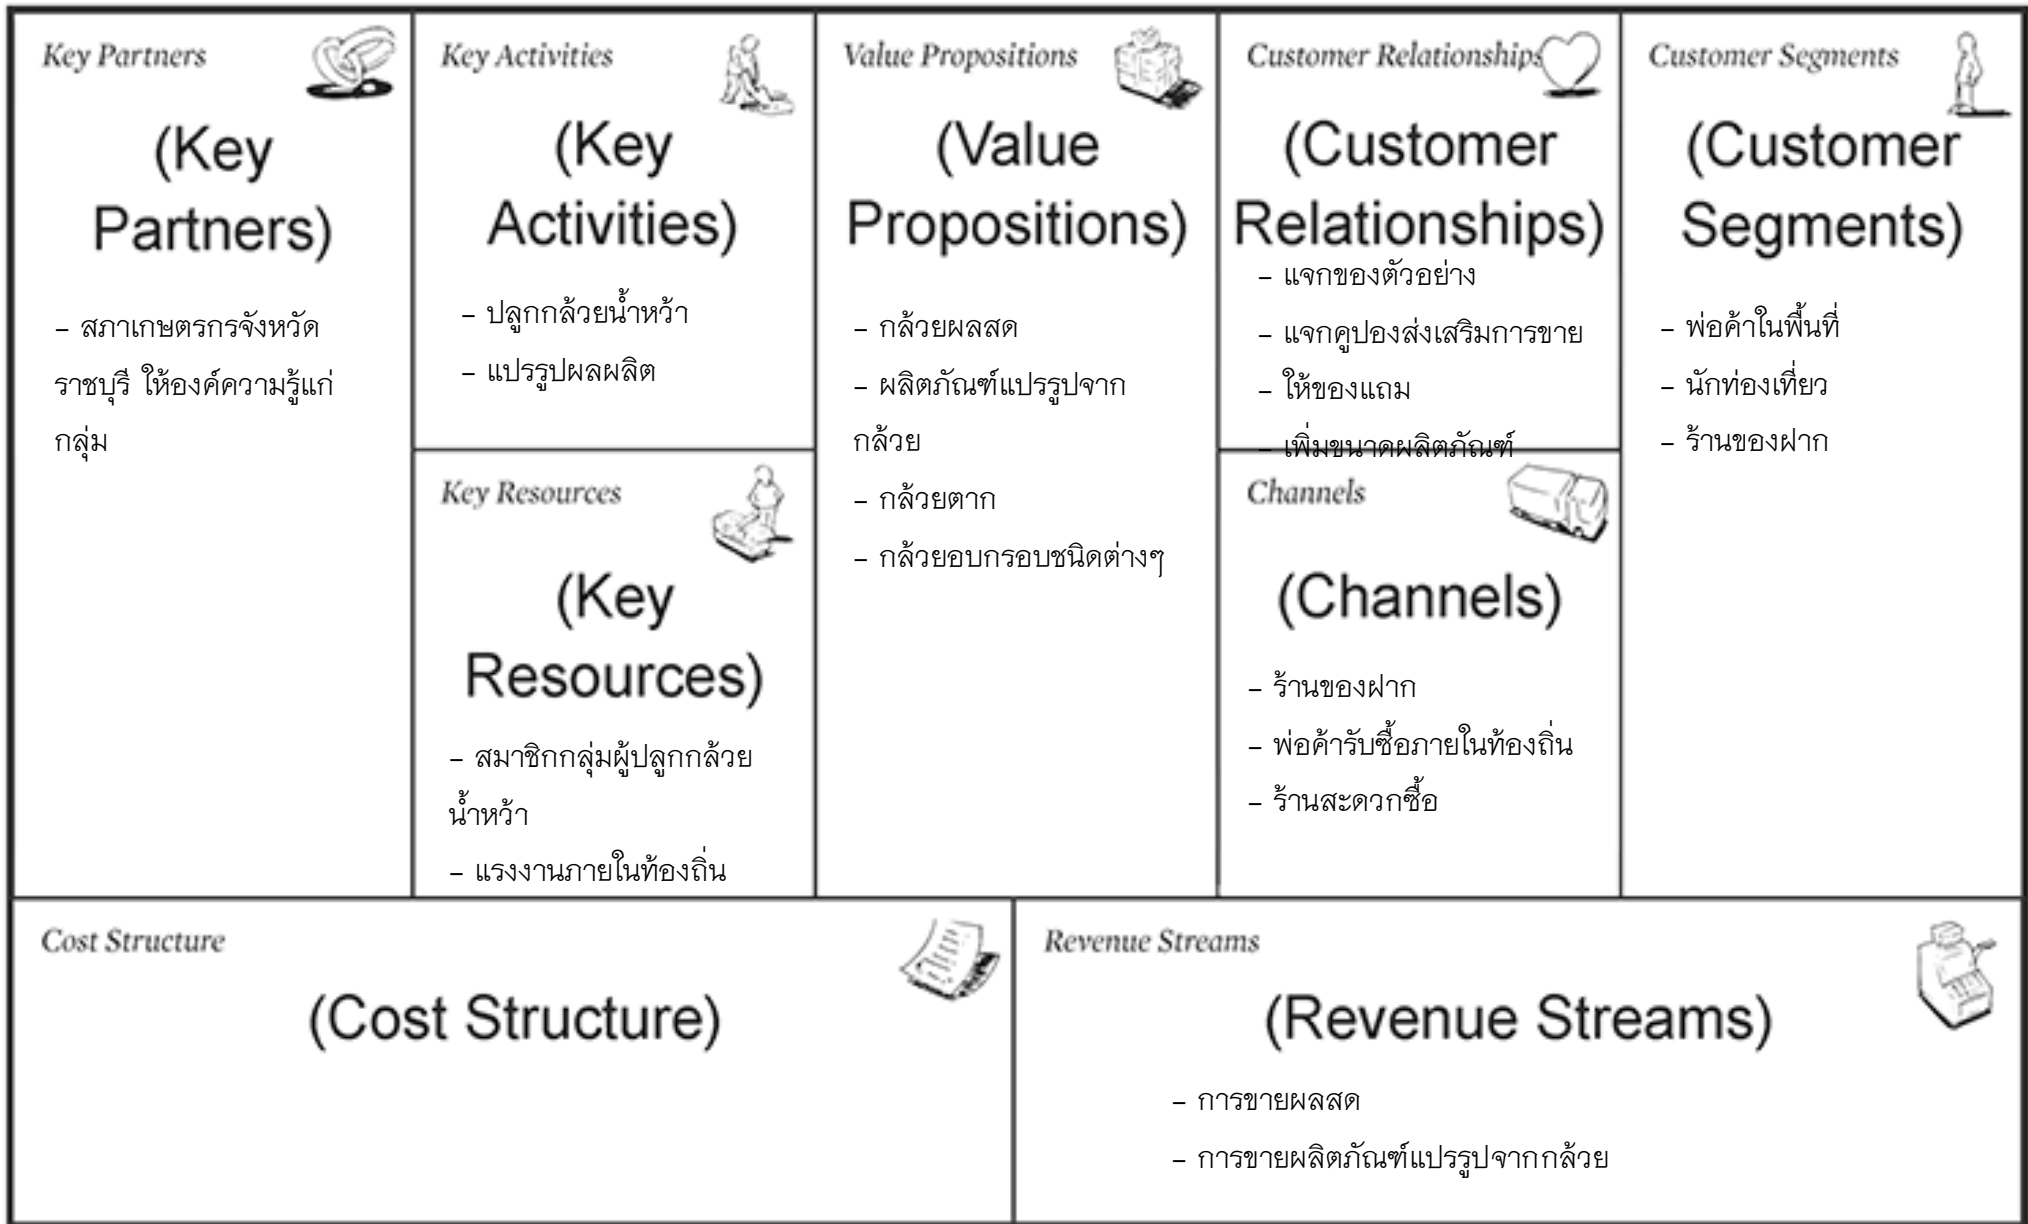 Key Partners
(Key
Partners)
– สภาเกษตรกรจังหวัด
ราชบุรี ให้องค์ความรู้แก่
กลุ่ม
Key Activities
(Key
Activities)
– ปลูกกล้วยน้ำหว้า
– แปรรูปผลผลิต
Key Resources
(Key
Resources)
– สมาชิกกลุ่มผู้ปลูกกล้วย
น้ำหว้า
– แรงงานภายในท้องถิ่น
Value Propositions
(Value
Propositions)
– กล้วยผลสด
– ผลิตภัณฑ์แปรรูปจาก
กล้วย
– กล้วยตาก
– กล้วยอบกรอบชนิดต่างๆ
Customer Relationships
(Customer
Relationships)
– แจกของตัวอย่าง
– แจกคูปองส่งเสริมการขาย
– ให้ของแถม
– เพิ่มขนาดผลิตภัณฑ์
Channels
(Channels)
– ร้านของฝาก
– พ่อค้ารับซื้อภายในท้องถิ่น
– ร้านสะดวกซื้อ
Customer Segments
(Customer
Segments)
– พ่อค้าในพื้นที่
– นักท่องเที่ยว
– ร้านของฝาก
Cost Structure
(Cost Structure)
Revenue Streams
(Revenue Streams)
– การขายผลสด
– การขายผลิตภัณฑ์แปรรูปจากกล้วย